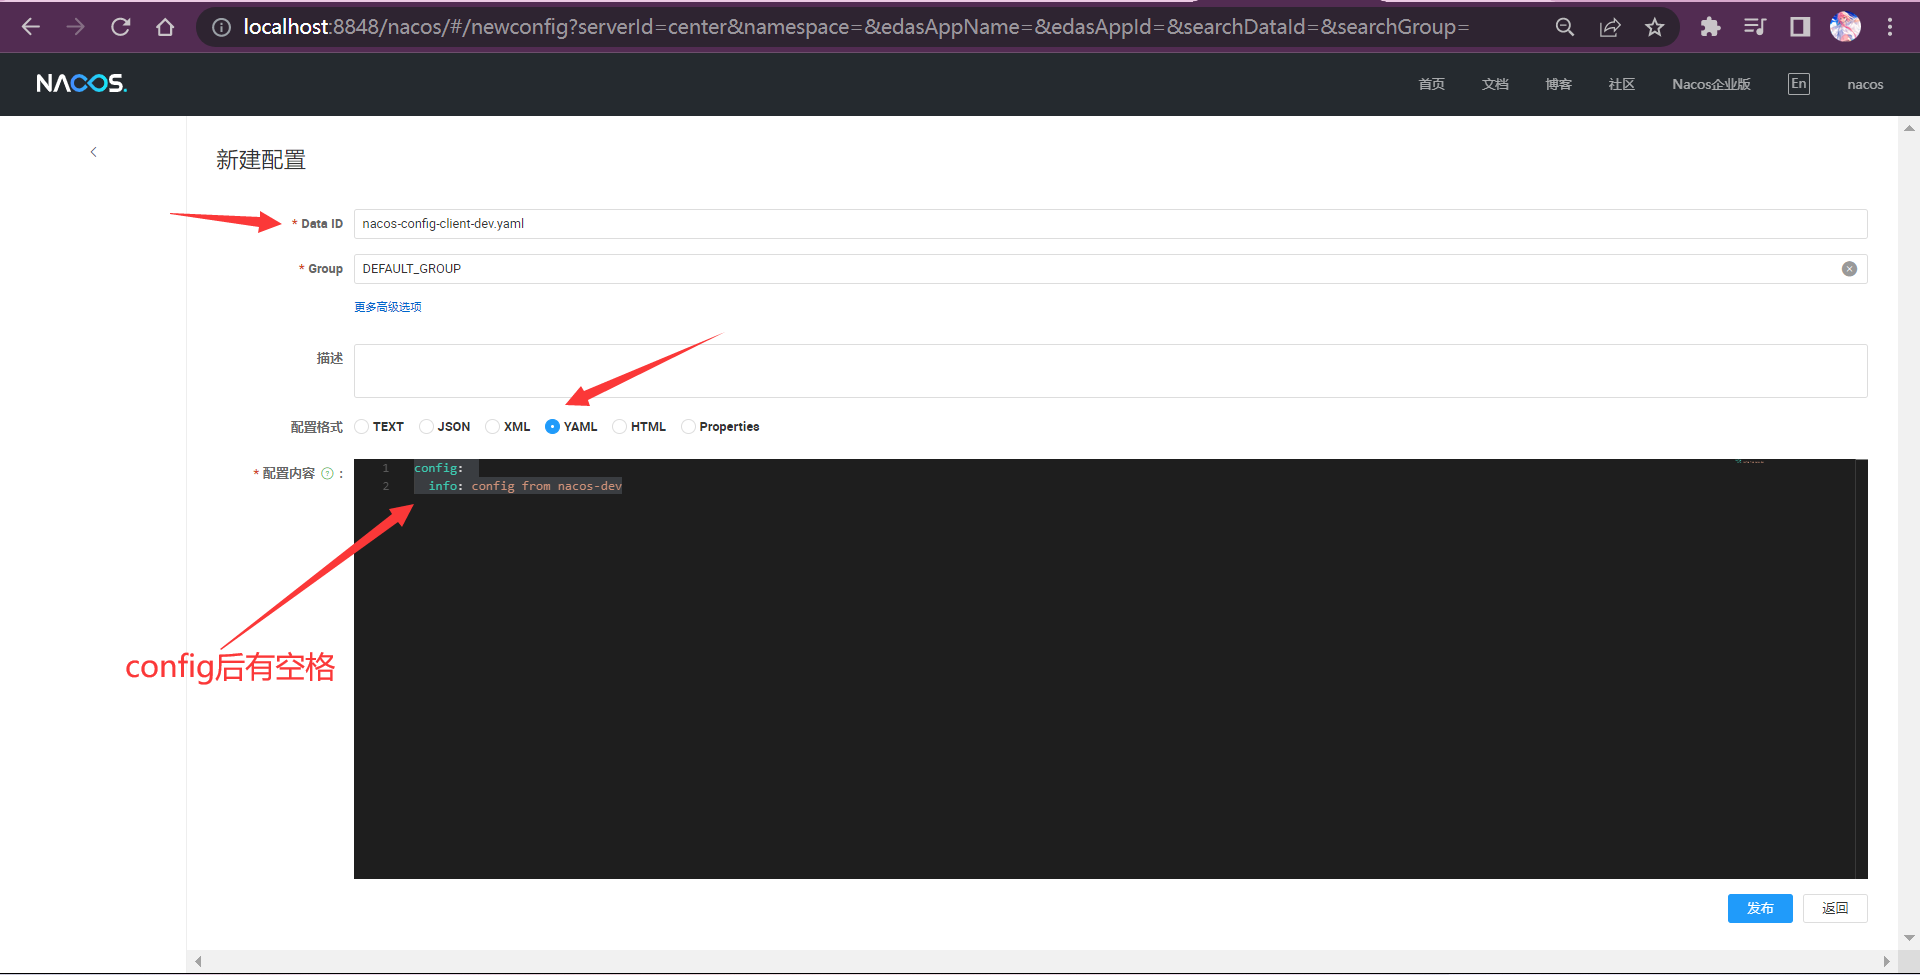 localhost:8848/nacos/#/newconfig?serverId=center&namespace=&edasAppName=&edasAppId=&searchDataId=&searchGroup=
NACOS.
首页 文档 博客 社区 Nacos企业版 En nacos
新建配置
* Data ID nacos-config-client-dev.yaml
* Group DEFAULT_GROUP
更多高级选项
描述
配置格式 TEXT JSON XML YAML HTML Properties
* 配置内容 ? :
1 config:
2 info: config from nacos-dev
config后有空格
发布 返回